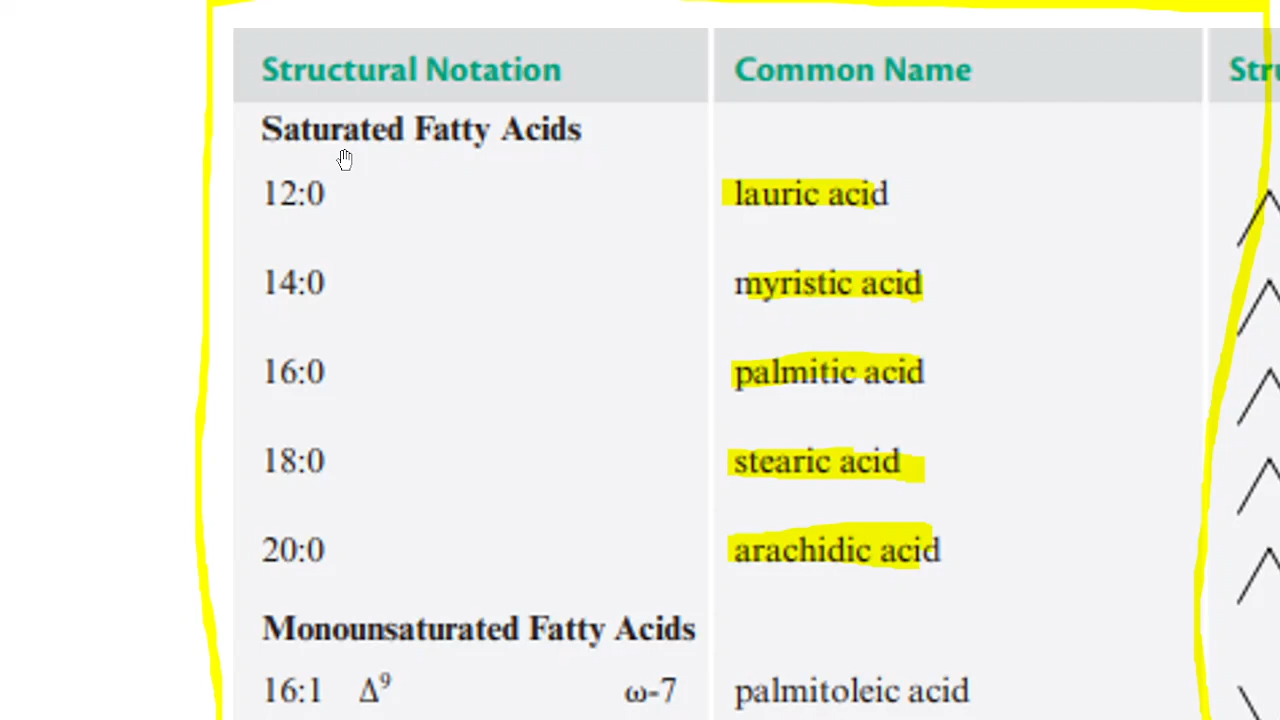 Structural Notation Common Name
Saturated Fatty Acids
12:0 lauric acid
14:0 myristic acid
16:0 palmitic acid
18:0 stearic acid
20:0 arachidic acid
Monounsaturated Fatty Acids
16:1 Δ⁹ ω-7 palmitoleic acid